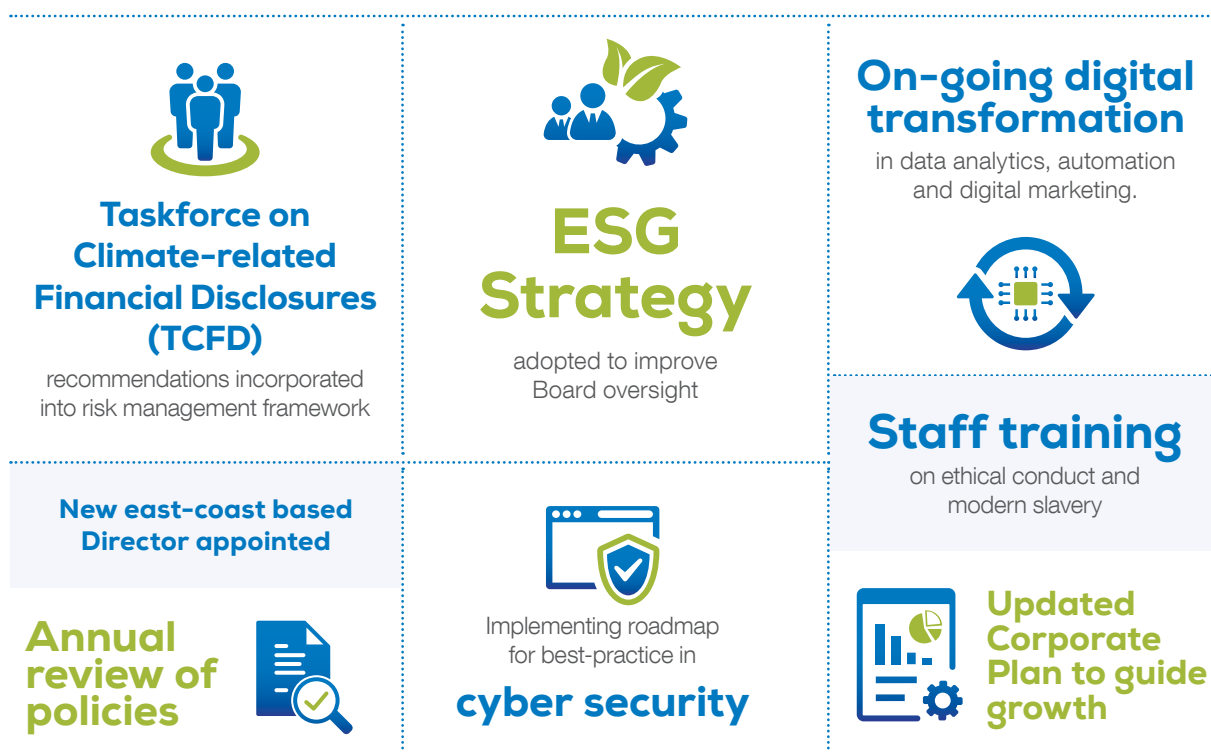 Taskforce on
Climate-related
Financial Disclosures
(TCFD)
recommendations incorporated
into risk management framework
ESG
Strategy
adopted to improve
Board oversight
On-going digital
transformation
in data analytics, automation
and digital marketing.
Staff training
on ethical conduct and
modern slavery
New east-coast based
Director appointed
Annual
review of
policies
Implementing roadmap
for best-practice in
cyber security
Updated
Corporate
Plan to guide
growth